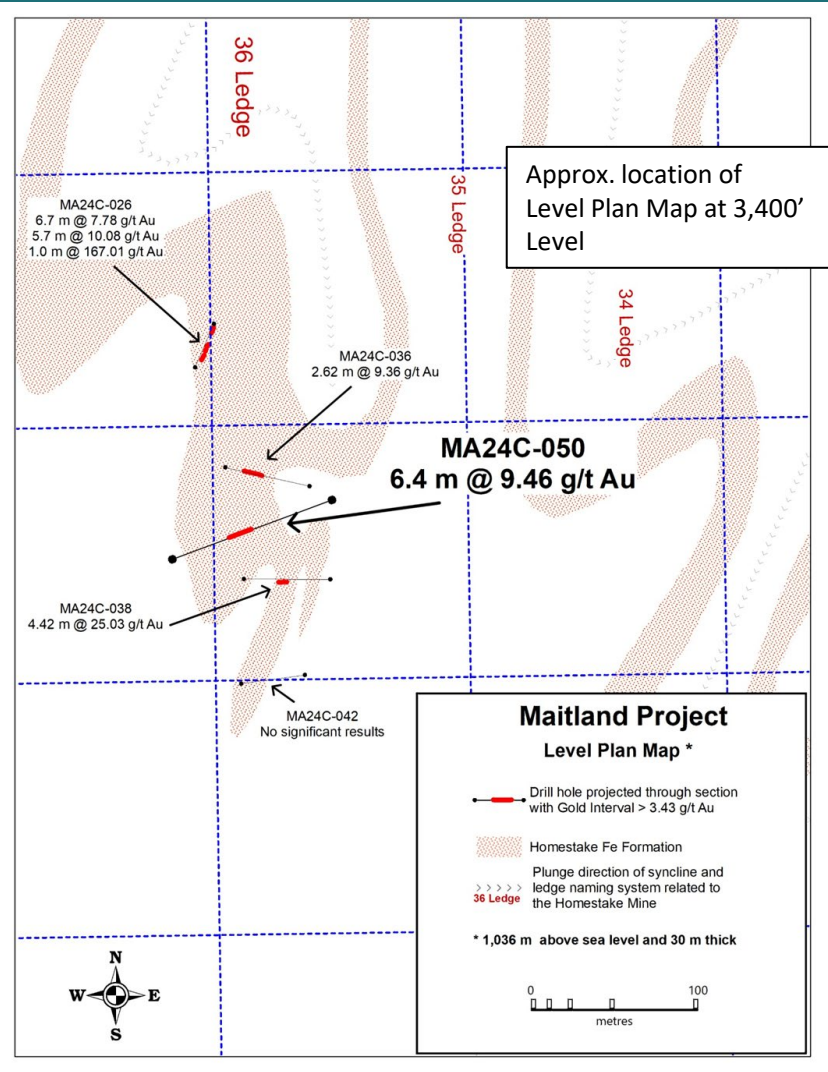 36 Ledge
Approx. location of
Level Plan Map at 3,400’
Level
35 Ledge
MA24C-026
6.7 m @ 7.78 g/t Au
5.7 m @ 10.08 g/t Au
1.0 m @ 167.01 g/t Au
34 Ledge
MA24C-036
2.62 m @ 9.36 g/t Au
MA24C-050
6.4 m @ 9.46 g/t Au
MA24C-038
4.42 m @ 25.03 g/t Au
MA24C-042
No significant results
Maitland Project
Level Plan Map *
Drill hole projected through section
with Gold Interval > 3.43 g/t Au
Homestake Fe Formation
Plunge direction of syncline and
ledge naming system related to
36 Ledge the Homestake Mine
* 1,036 m above sea level and 30 m thick
N
W E
S
0 100
metres